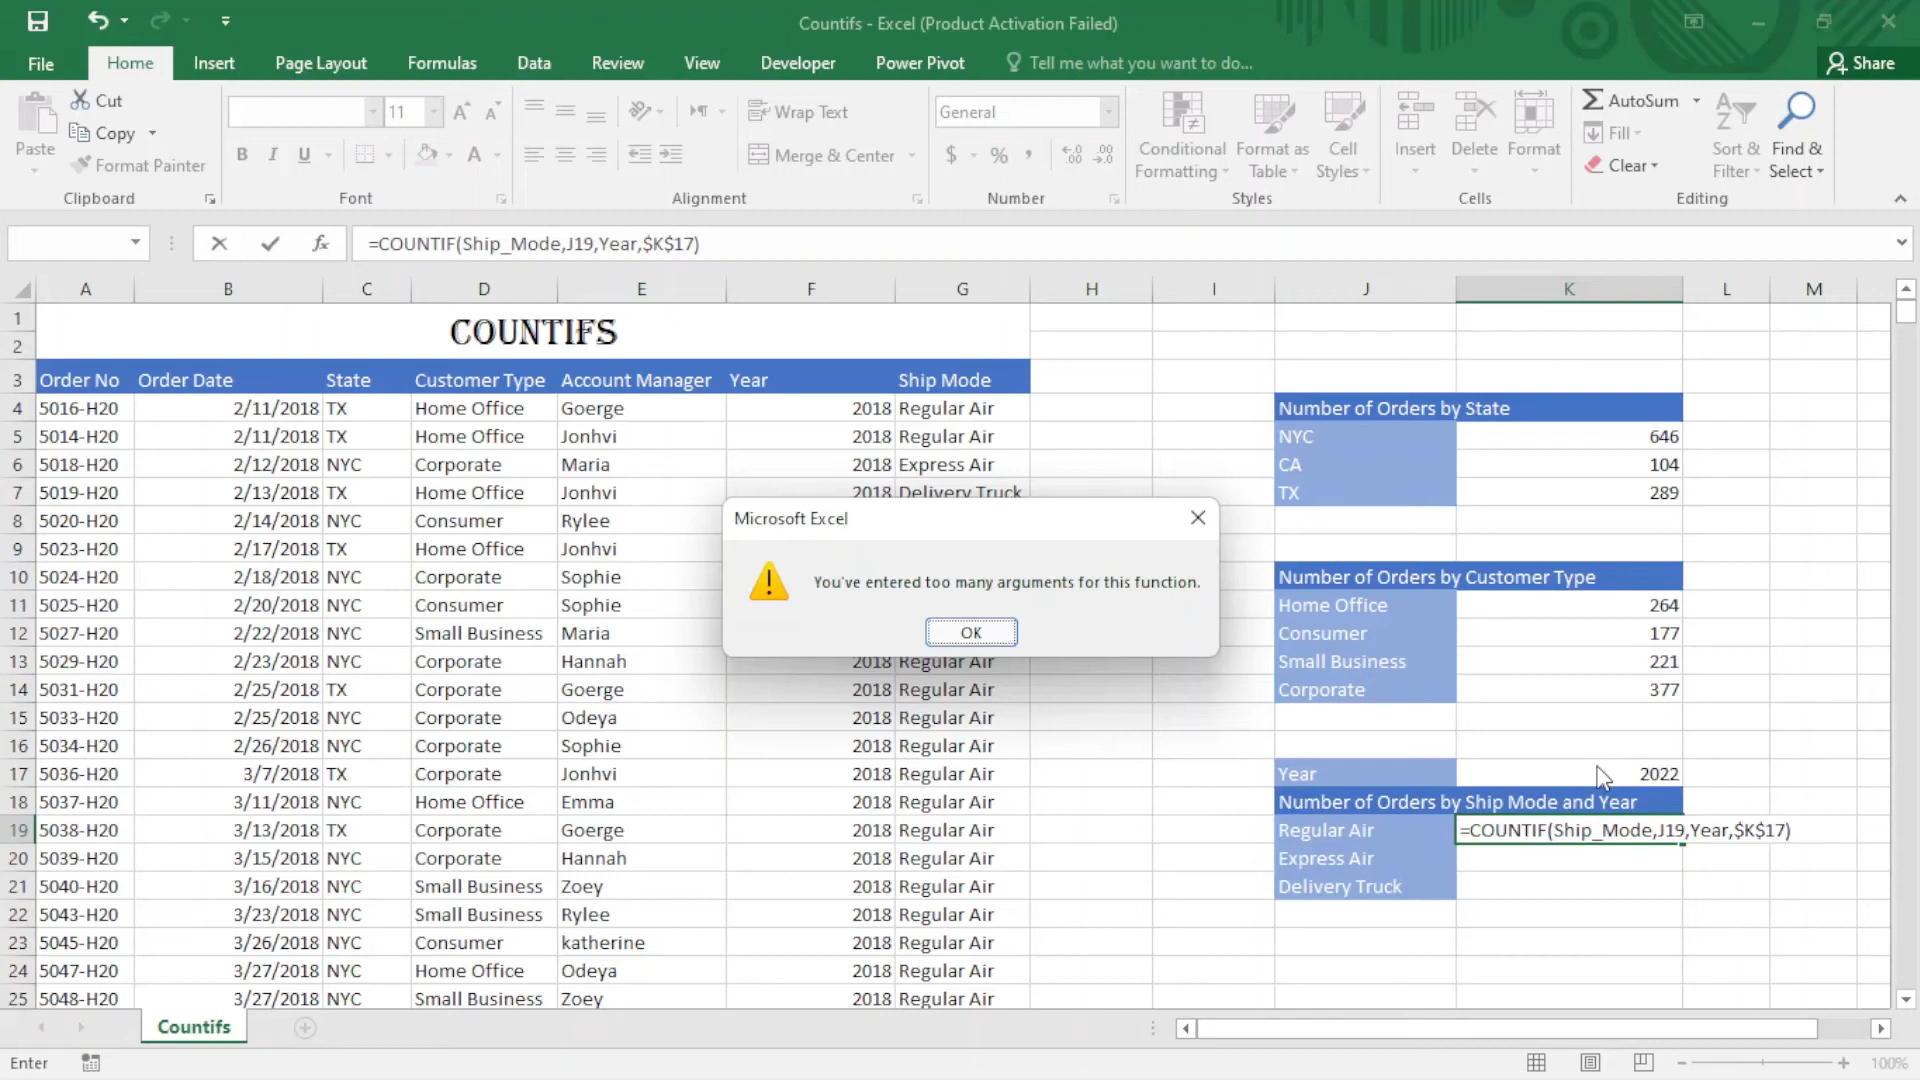 Countifs - Excel (Product Activation Failed)
File Home Insert Page Layout Formulas Data Review View Developer Power Pivot Tell me what you want to do... Share
Paste
Cut
Copy
Format Painter
Clipboard
11
B I U A
Font
Wrap Text
Merge & Center
Alignment
General
$ %
Number
Conditional Formatting
Format as Table
Cell Styles
Styles
Insert Delete Format
Cells
AutoSum
Fill
Clear
Sort & Filter
Find & Select
Editing
fx =COUNTIF(Ship_Mode,J19,Year,$K$17)
A B C D E F G H I J K L M
1 COUNTIFS
2
3 Order No Order Date State Customer Type Account Manager Year Ship Mode
4 5016-H20 2/11/2018 TX Home Office Goerge 2018 Regular Air Number of Orders by State
5 5014-H20 2/11/2018 TX Home Office Jonhvi 2018 Regular Air NYC 646
6 5018-H20 2/12/2018 NYC Corporate Maria 2018 Express Air CA 104
7 5019-H20 2/13/2018 TX Home Office Jonhvi 2018 Delivery Truck TX 289
8 5020-H20 2/14/2018 NYC Consumer Rylee
9 5023-H20 2/17/2018 TX Home Office Jonhvi
10 5024-H20 2/18/2018 NYC Corporate Sophie Number of Orders by Customer Type
11 5025-H20 2/20/2018 NYC Consumer Sophie Home Office 264
12 5027-H20 2/22/2018 NYC Small Business Maria Consumer 177
13 5029-H20 2/23/2018 NYC Corporate Hannah 2018 Regular Air Small Business 221
14 5031-H20 2/25/2018 TX Corporate Goerge 2018 Regular Air Corporate 377
15 5033-H20 2/25/2018 NYC Corporate Odeya 2018 Regular Air
16 5034-H20 2/26/2018 NYC Corporate Sophie 2018 Regular Air
17 5036-H20 3/7/2018 TX Corporate Jonhvi 2018 Regular Air Year 2022
18 5037-H20 3/11/2018 NYC Home Office Emma 2018 Regular Air Number of Orders by Ship Mode and Year
19 5038-H20 3/13/2018 TX Corporate Goerge 2018 Regular Air Regular Air =COUNTIF(Ship_Mode,J19,Year,$K$17)
20 5039-H20 3/15/2018 NYC Corporate Hannah 2018 Regular Air Express Air
21 5040-H20 3/16/2018 NYC Small Business Zoey 2018 Regular Air Delivery Truck
22 5043-H20 3/23/2018 NYC Small Business Rylee 2018 Regular Air
23 5045-H20 3/26/2018 NYC Consumer katherine 2018 Regular Air
24 5047-H20 3/27/2018 NYC Home Office Odeya 2018 Regular Air
25 5048-H20 3/27/2018 NYC Small Business Zoey 2018 Regular Air
Microsoft Excel
You've entered too many arguments for this function.
OK
Countifs
Enter 100%